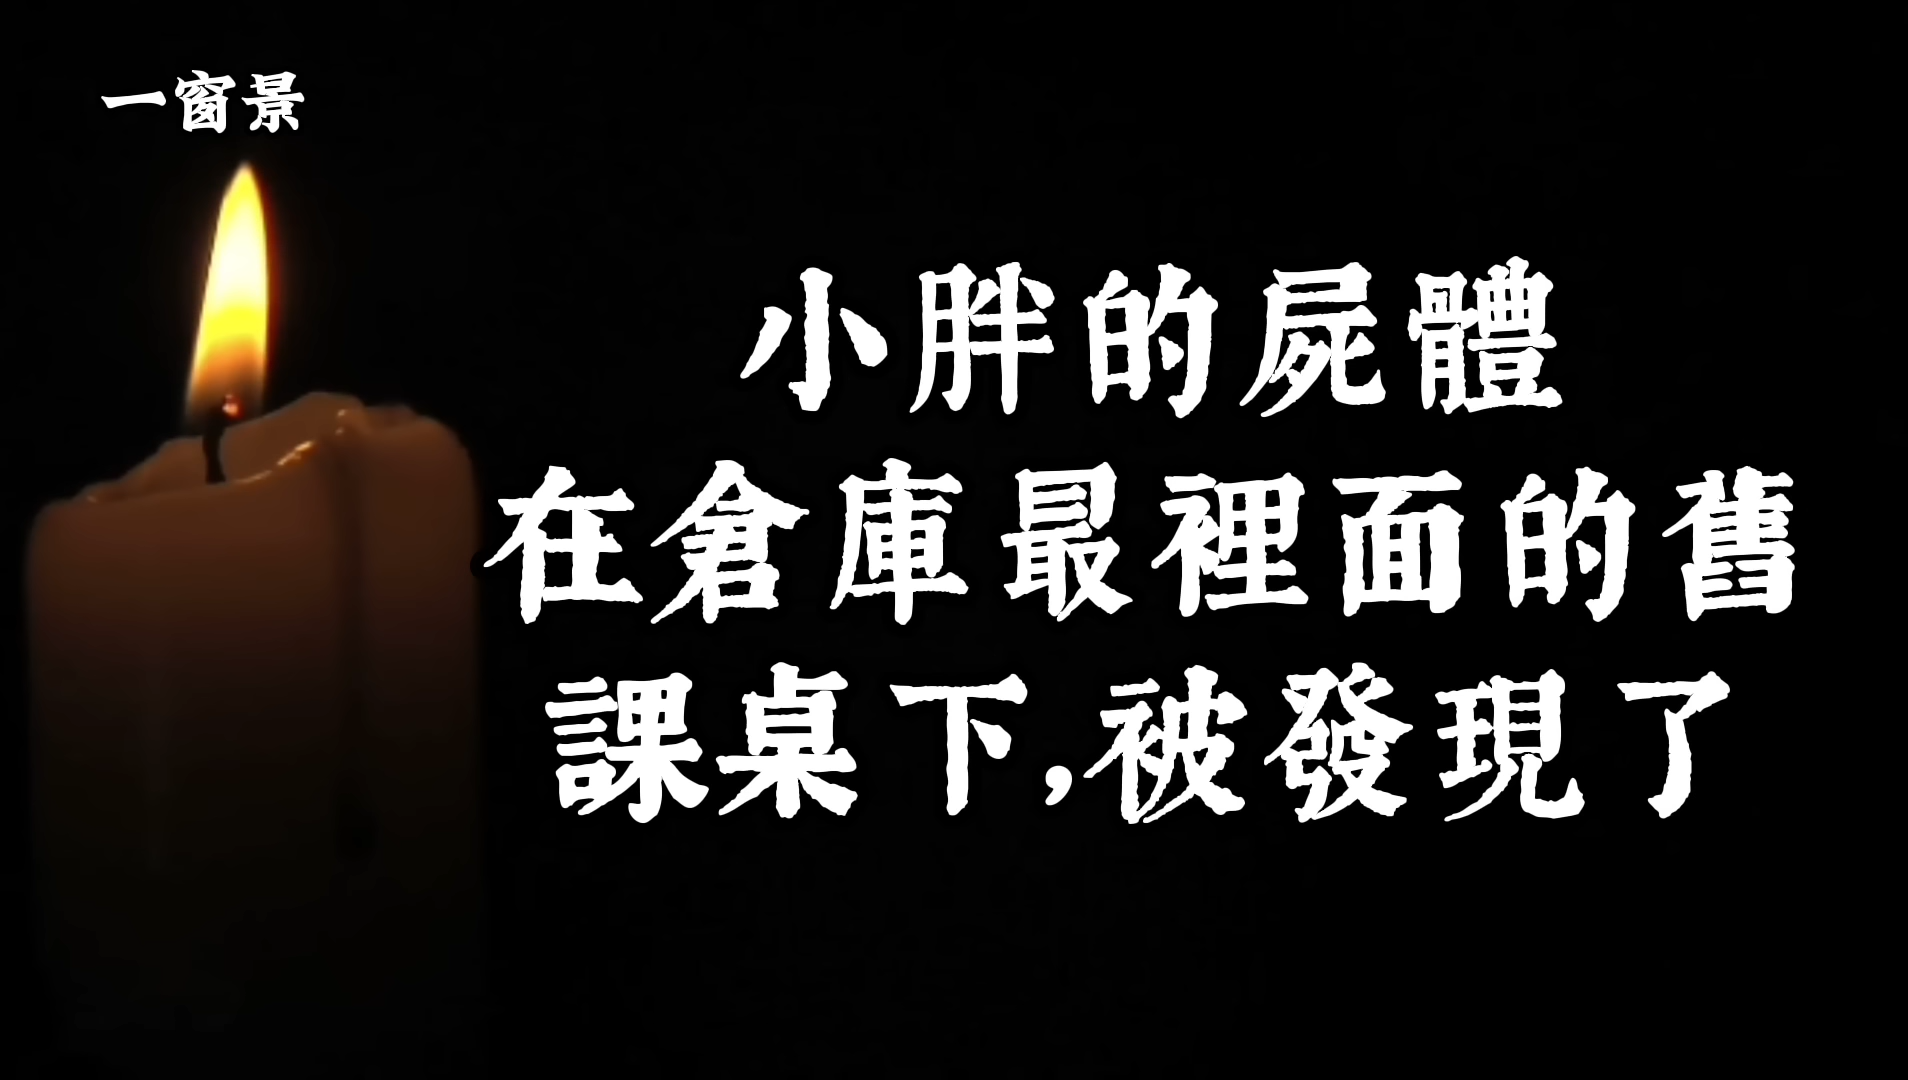 一窗景
小胖的屍體
在倉庫最裡面的舊
課桌下,被發現了